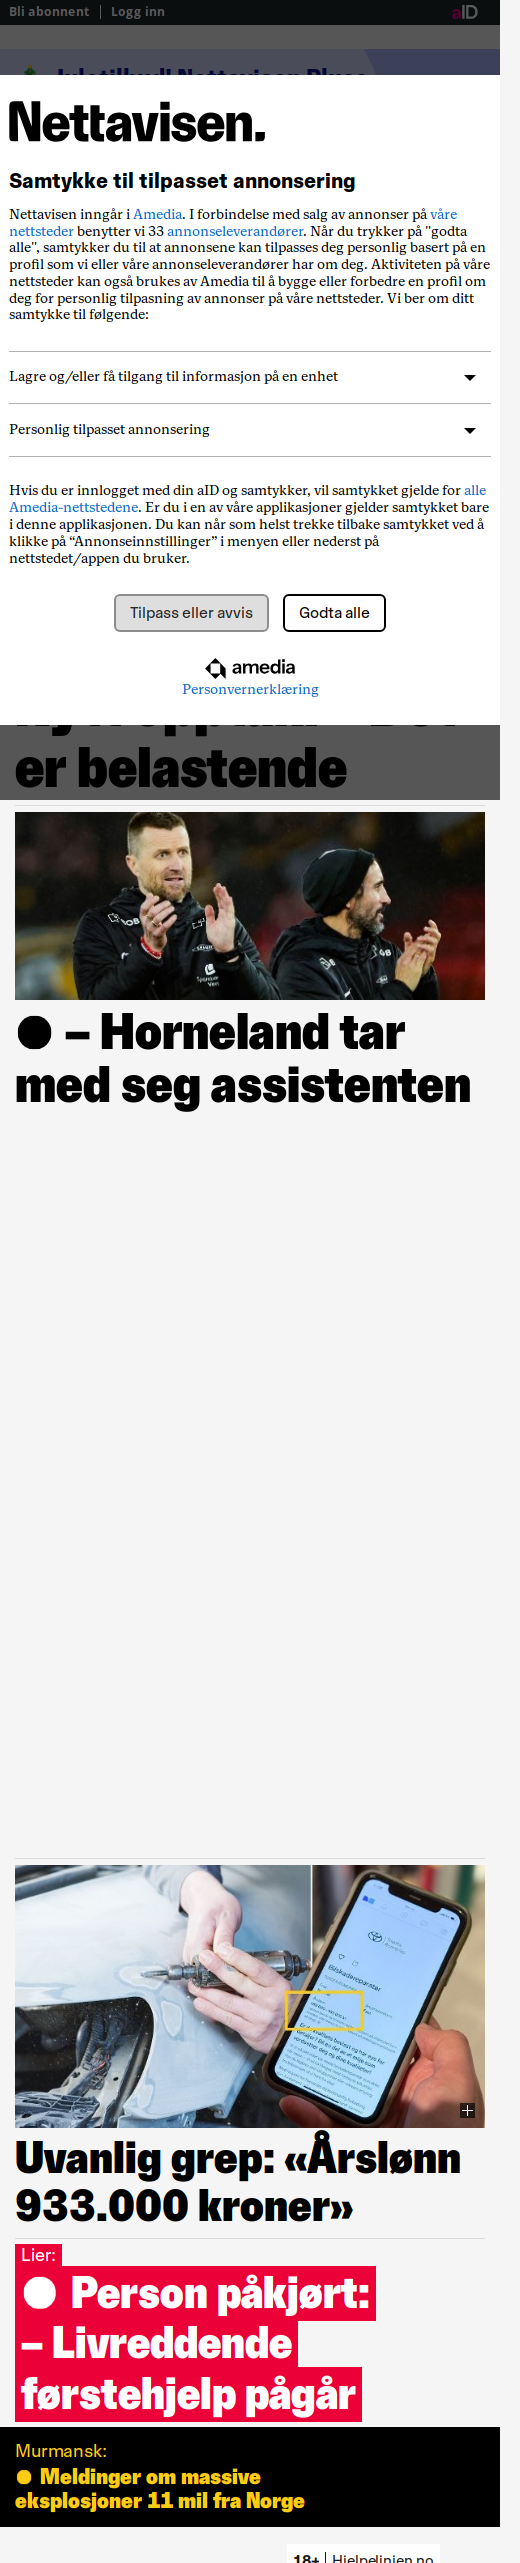 Bli abonnent | Logg inn
aID
Nettavisen.
Samtykke til tilpasset annonsering
Nettavisen inngår i Amedia. I forbindelse med salg av annonser på våre
nettsteder benytter vi 33 annonseleverandører. Når du trykker på "godta
alle", samtykker du til at annonsene kan tilpasses deg personlig basert på en
profil som vi eller våre annonseleverandører har om deg. Aktiviteten på våre
nettsteder kan også brukes av Amedia til å bygge eller forbedre en profil om
deg for personlig tilpasning av annonser på våre nettsteder. Vi ber om ditt
samtykke til følgende:
Lagre og/eller få tilgang til informasjon på en enhet
Personlig tilpasset annonsering
Hvis du er innlogget med din aID og samtykker, vil samtykket gjelde for alle
Amedia-nettstedene. Er du i en av våre applikasjoner gjelder samtykket bare
i denne applikasjonen. Du kan når som helst trekke tilbake samtykket ved å
klikke på “Annonseinnstillinger” i menyen eller nederst på
nettstedet/appen du bruker.
Tilpass eller avvis
Godta alle
amedia
Personvernerklæring
er belastende
– Horneland tar
med seg assistenten
Bilskadereparatør
Uvanlig grep: «Årslønn
933.000 kroner»
Lier:
Person påkjørt:
– Livreddende
førstehjelp pågår
Murmansk:
Meldinger om massive
eksplosjoner 11 mil fra Norge
18+ | Hjelpelinjen.no